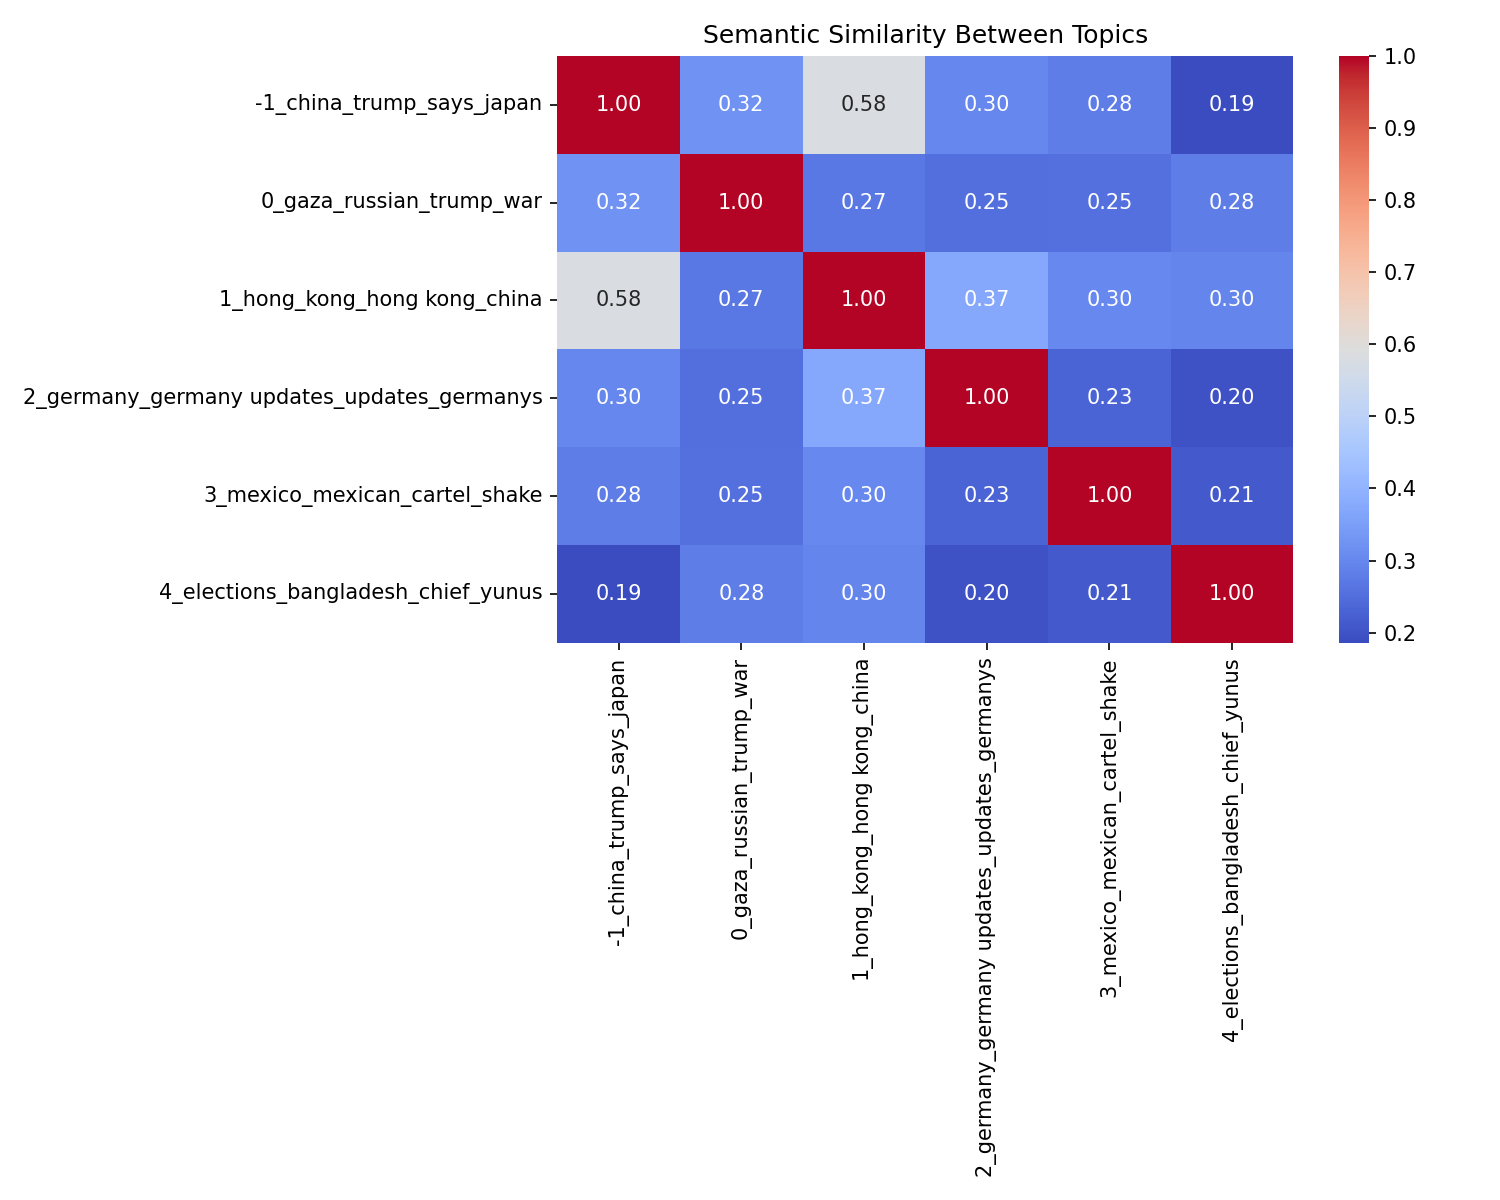 Semantic Similarity Between Topics
-1_china_trump_says_japan 1.00 0.32 0.58 0.30 0.28 0.19
0_gaza_russian_trump_war 0.32 1.00 0.27 0.25 0.25 0.28
1_hong_kong_hong kong_china 0.58 0.27 1.00 0.37 0.30 0.30
2_germany_germany updates_updates_germanys 0.30 0.25 0.37 1.00 0.23 0.20
3_mexico_mexican_cartel_shake 0.28 0.25 0.30 0.23 1.00 0.21
4_elections_bangladesh_chief_yunus 0.19 0.28 0.30 0.20 0.21 1.00
-1_china_trump_says_japan
0_gaza_russian_trump_war
1_hong_kong_hong kong_china
2_germany_germany updates_updates_germanys
3_mexico_mexican_cartel_shake
4_elections_bangladesh_chief_yunus
1.0
0.9
0.8
0.7
0.6
0.5
0.4
0.3
0.2